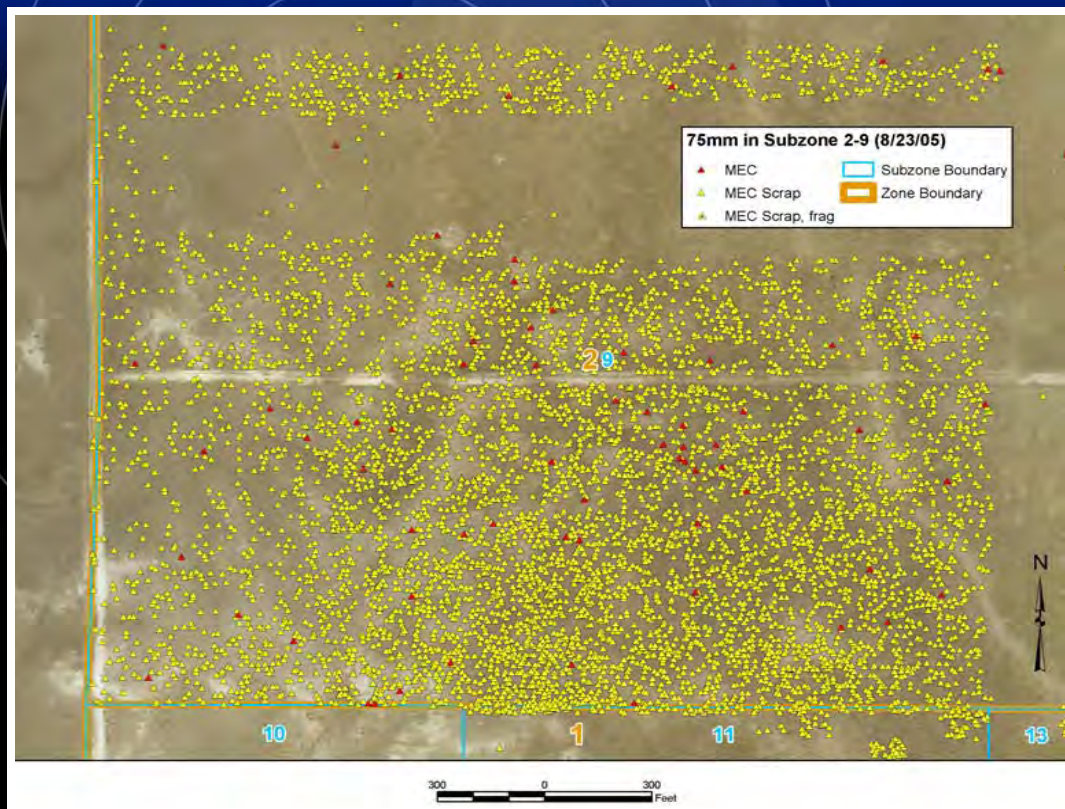 75mm in Subzone 2-9 (8/23/05)
MEC
Subzone Boundary
MEC Scrap
Zone Boundary
MEC Scrap, frag
2 9
N
10
1
11
13
300 0 300
Feet